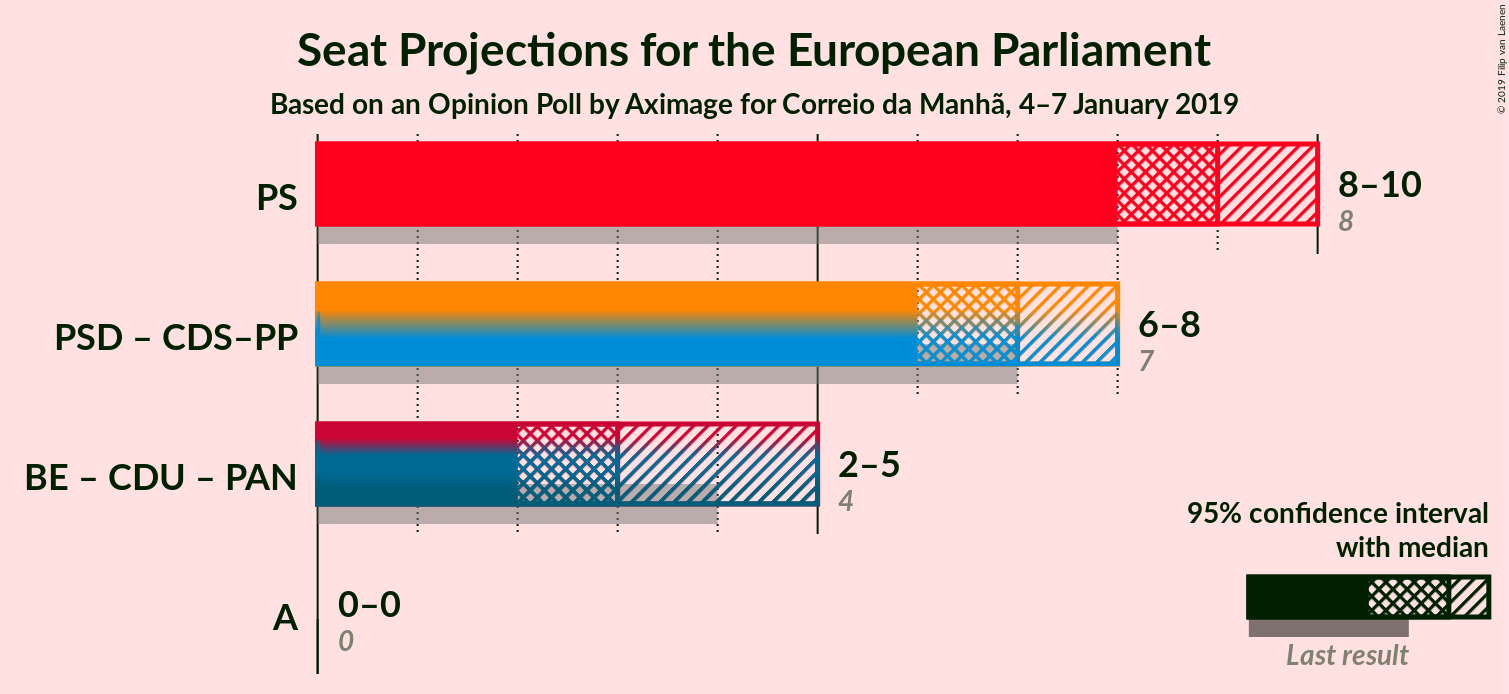 Seat Projections for the European Parliament
Based on an Opinion Poll by Aximage for Correio da Manhã, 4–7 January 2019
© 2019 Filip van Laenen
PS
8–10
8
PSD – CDS–PP
6–8
7
BE – CDU – PAN
2–5
4
A
0–0
0
95% confidence interval
with median
Last result